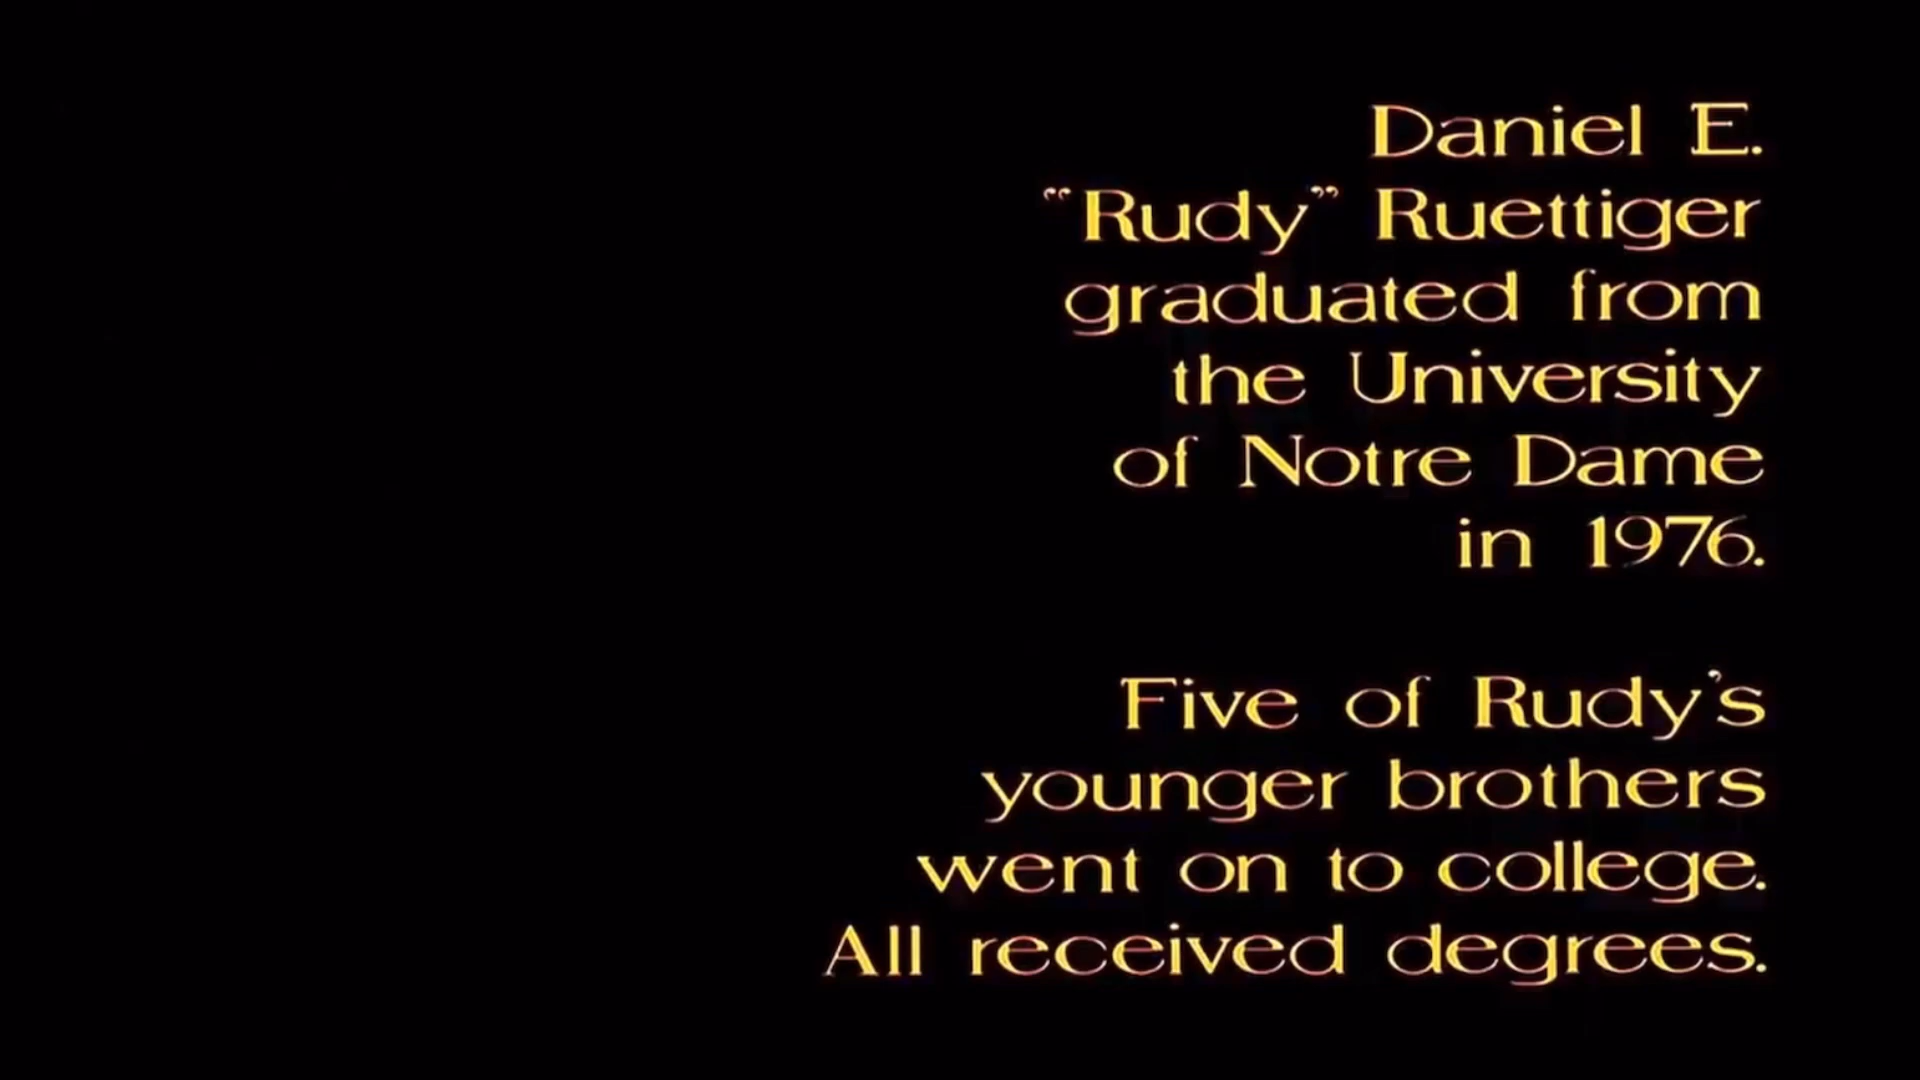 Daniel E.
“Rudy” Ruettiger
graduated from
the University
of Notre Dame
in 1976.
Five of Rudy’s
younger brothers
went on to college.
All received degrees.